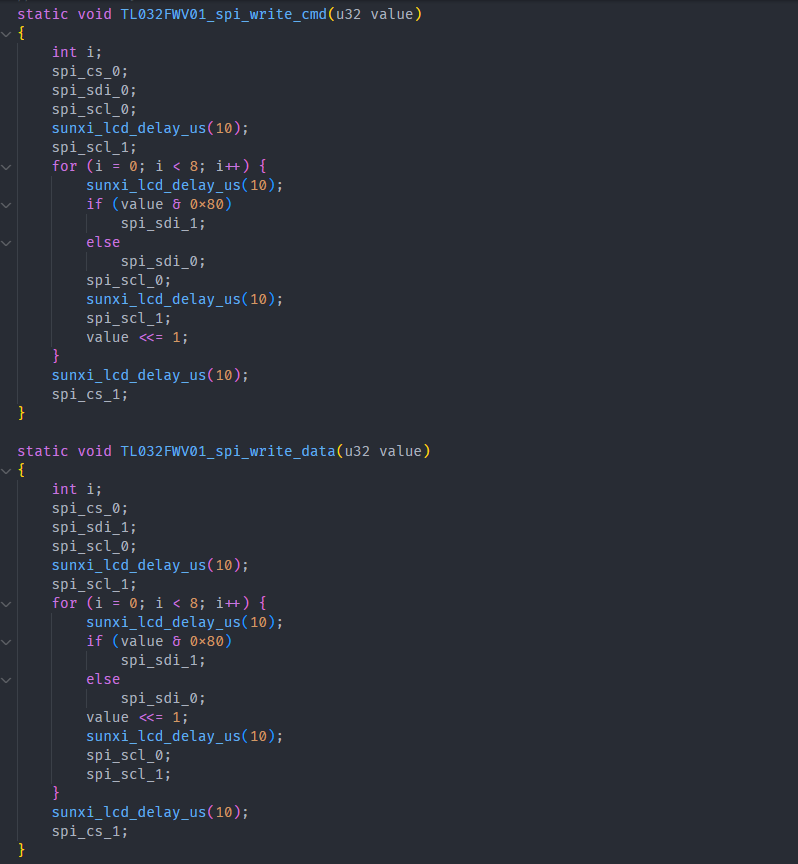 static void TL032FWV01_spi_write_cmd(u32 value)
{
    int i;
    spi_cs_0;
    spi_sdi_0;
    spi_scl_0;
    sunxi_lcd_delay_us(10);
    spi_scl_1;
    for (i = 0; i < 8; i++) {
        sunxi_lcd_delay_us(10);
        if (value & 0x80)
            spi_sdi_1;
        else
            spi_sdi_0;
        spi_scl_0;
        sunxi_lcd_delay_us(10);
        spi_scl_1;
        value <<= 1;
    }
    sunxi_lcd_delay_us(10);
    spi_cs_1;
}

static void TL032FWV01_spi_write_data(u32 value)
{
    int i;
    spi_cs_0;
    spi_sdi_1;
    spi_scl_0;
    sunxi_lcd_delay_us(10);
    spi_scl_1;
    for (i = 0; i < 8; i++) {
        sunxi_lcd_delay_us(10);
        if (value & 0x80)
            spi_sdi_1;
        else
            spi_sdi_0;
        value <<= 1;
        sunxi_lcd_delay_us(10);
        spi_scl_0;
        spi_scl_1;
    }
    sunxi_lcd_delay_us(10);
    spi_cs_1;
}